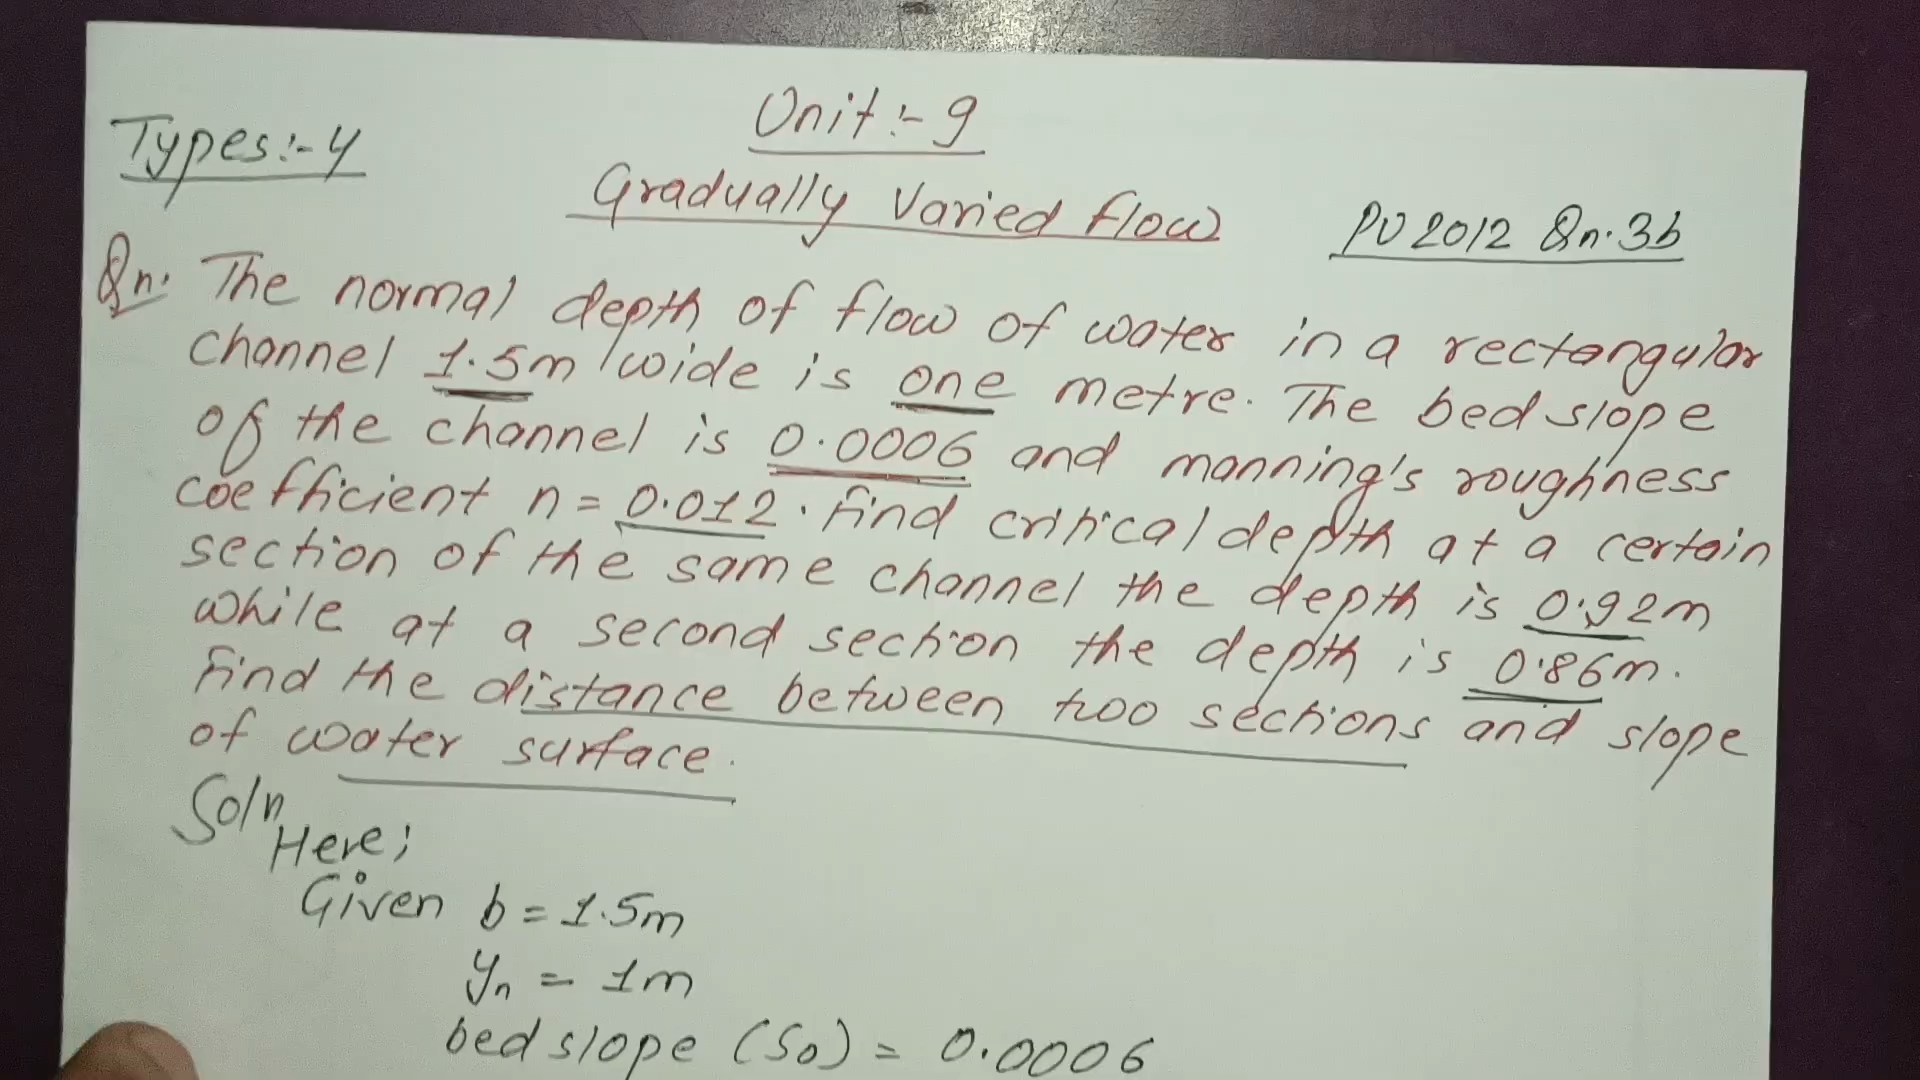 Unit:- 9
Types:- 4
Gradually Varied flow
PU 2012 Qn. 3b
Qn. The normal depth of flow of water in a rectangular
channel 1.5m wide is one metre. The bed slope
of the channel is 0.0006 and manning's roughness
coefficient n = 0.012. find critical depth at a certain
section of the same channel the depth is 0.92m
while at a second section the depth is 0.86m.
find the distance between two sections and slope
of water surface.
Soln
Here;
Given b = 1.5m
yn = 1m
bed slope (So) = 0.0006